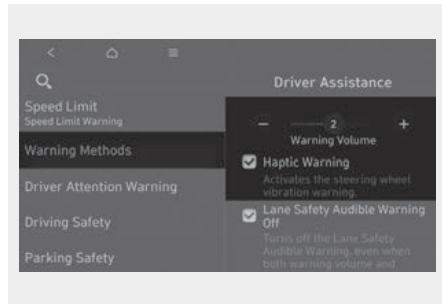 Driver Assistance
Speed Limit
Speed Limit Warning
Warning Methods
Driver Attention Warning
Driving Safety
Parking Safety
− 2 +
Warning Volume
Haptic Warning
Activates the steering wheel
vibration warning.
Lane Safety Audible Warning
Off
Turns off the Lane Safety
Audible Warning, even when
both warning volume and